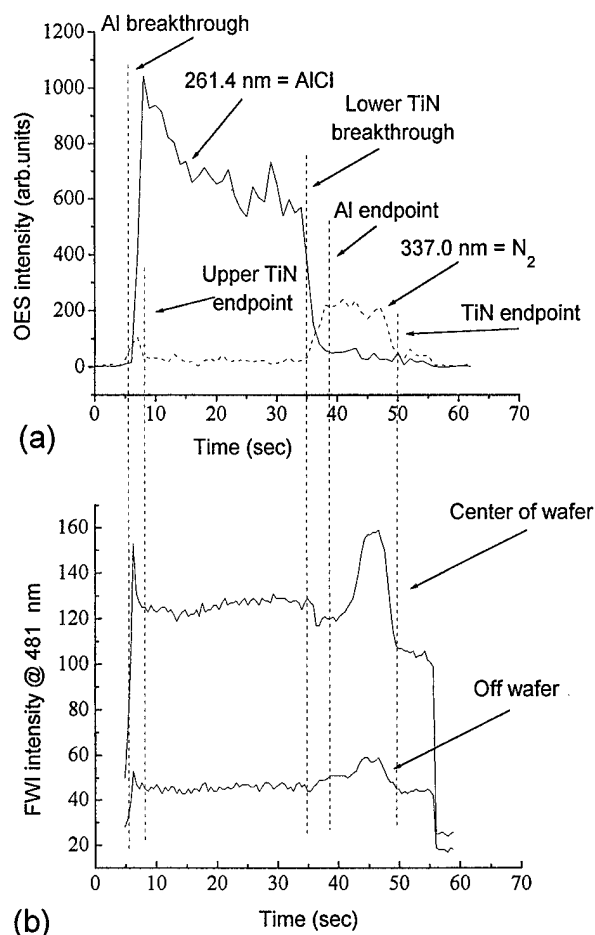 Al breakthrough
1200
1000
800
600
400
200
0
OES intensity (arb.units)
261.4 nm = AlCl
Lower TiN
breakthrough
Al endpoint
337.0 nm = N2
Upper TiN
endpoint
TiN endpoint
0 10 20 30 40 50 60 70
(a)
Time (sec)
160
140
120
100
80
60
40
20
FWI intensity @ 481 nm
Center of wafer
Off wafer
0 10 20 30 40 50 60 70
(b)
Time (sec)